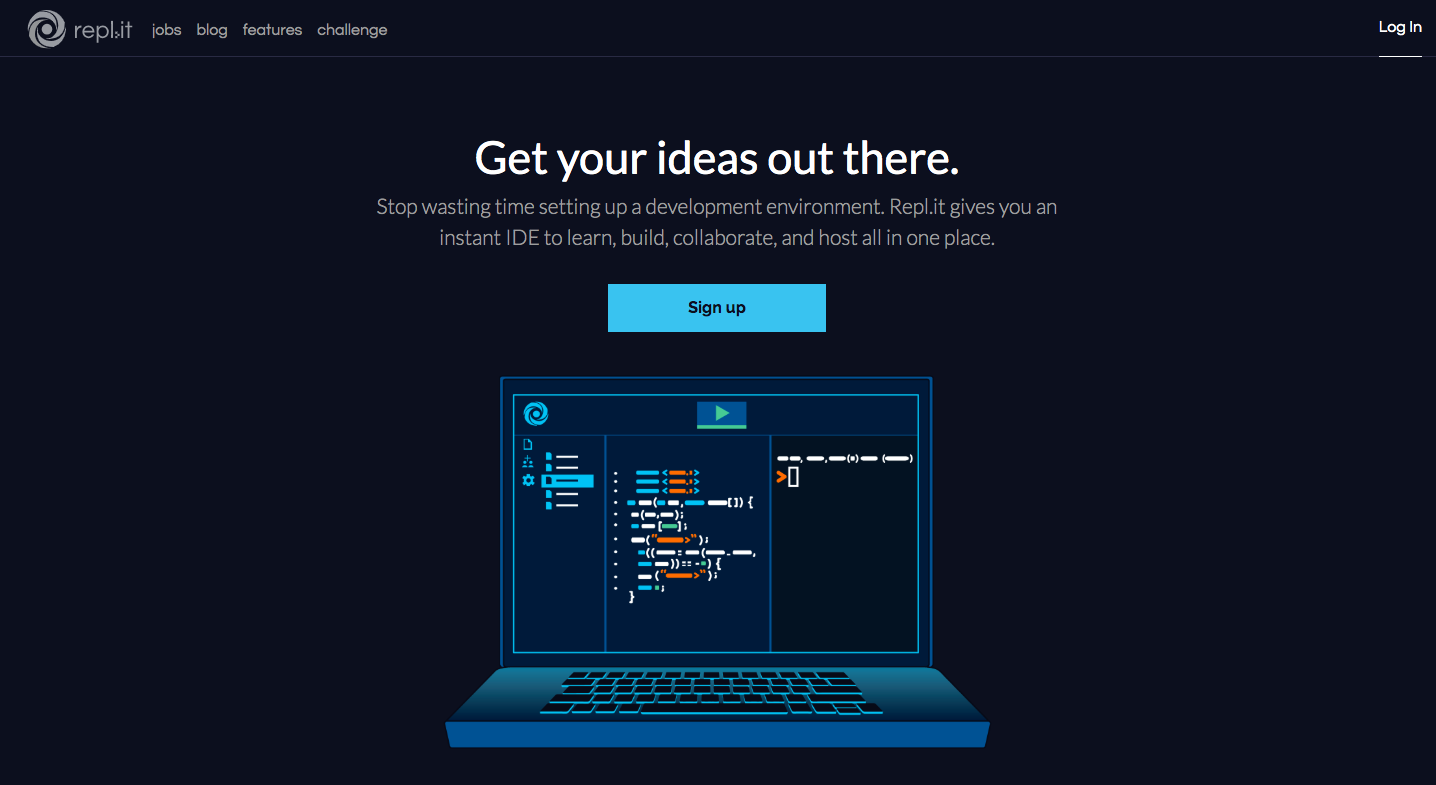 repl.it jobs blog features challenge Log In
Get your ideas out there.
Stop wasting time setting up a development environment. Repl.it gives you an
instant IDE to learn, build, collaborate, and host all in one place.
Sign up